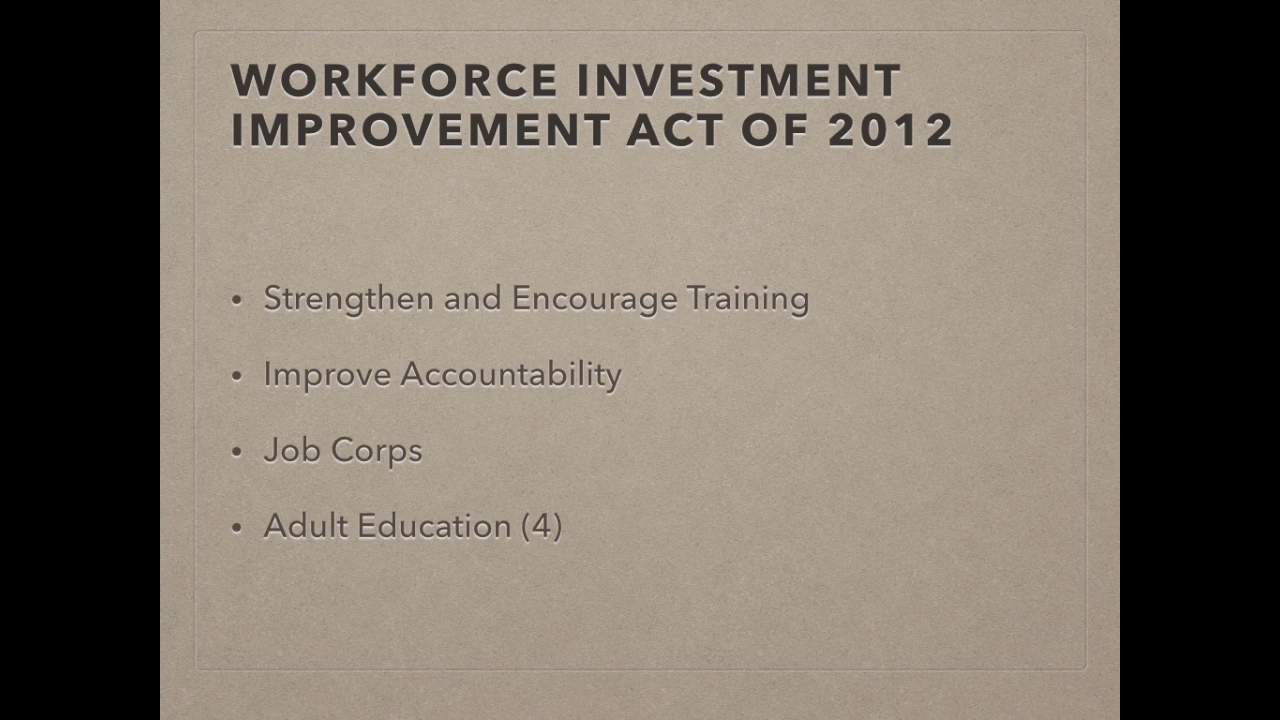 WORKFORCE INVESTMENT
IMPROVEMENT ACT OF 2012
• Strengthen and Encourage Training
• Improve Accountability
• Job Corps
• Adult Education (4)